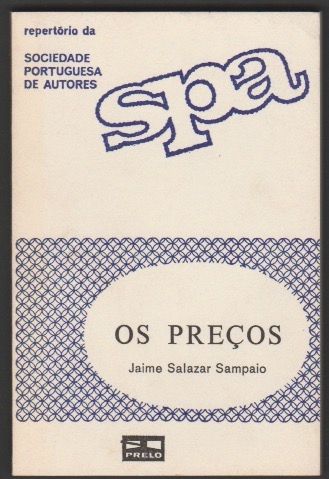 repertório da
SOCIEDADE
PORTUGUESA
DE AUTORES
spa
OS PREÇOS
Jaime Salazar Sampaio
PRELO